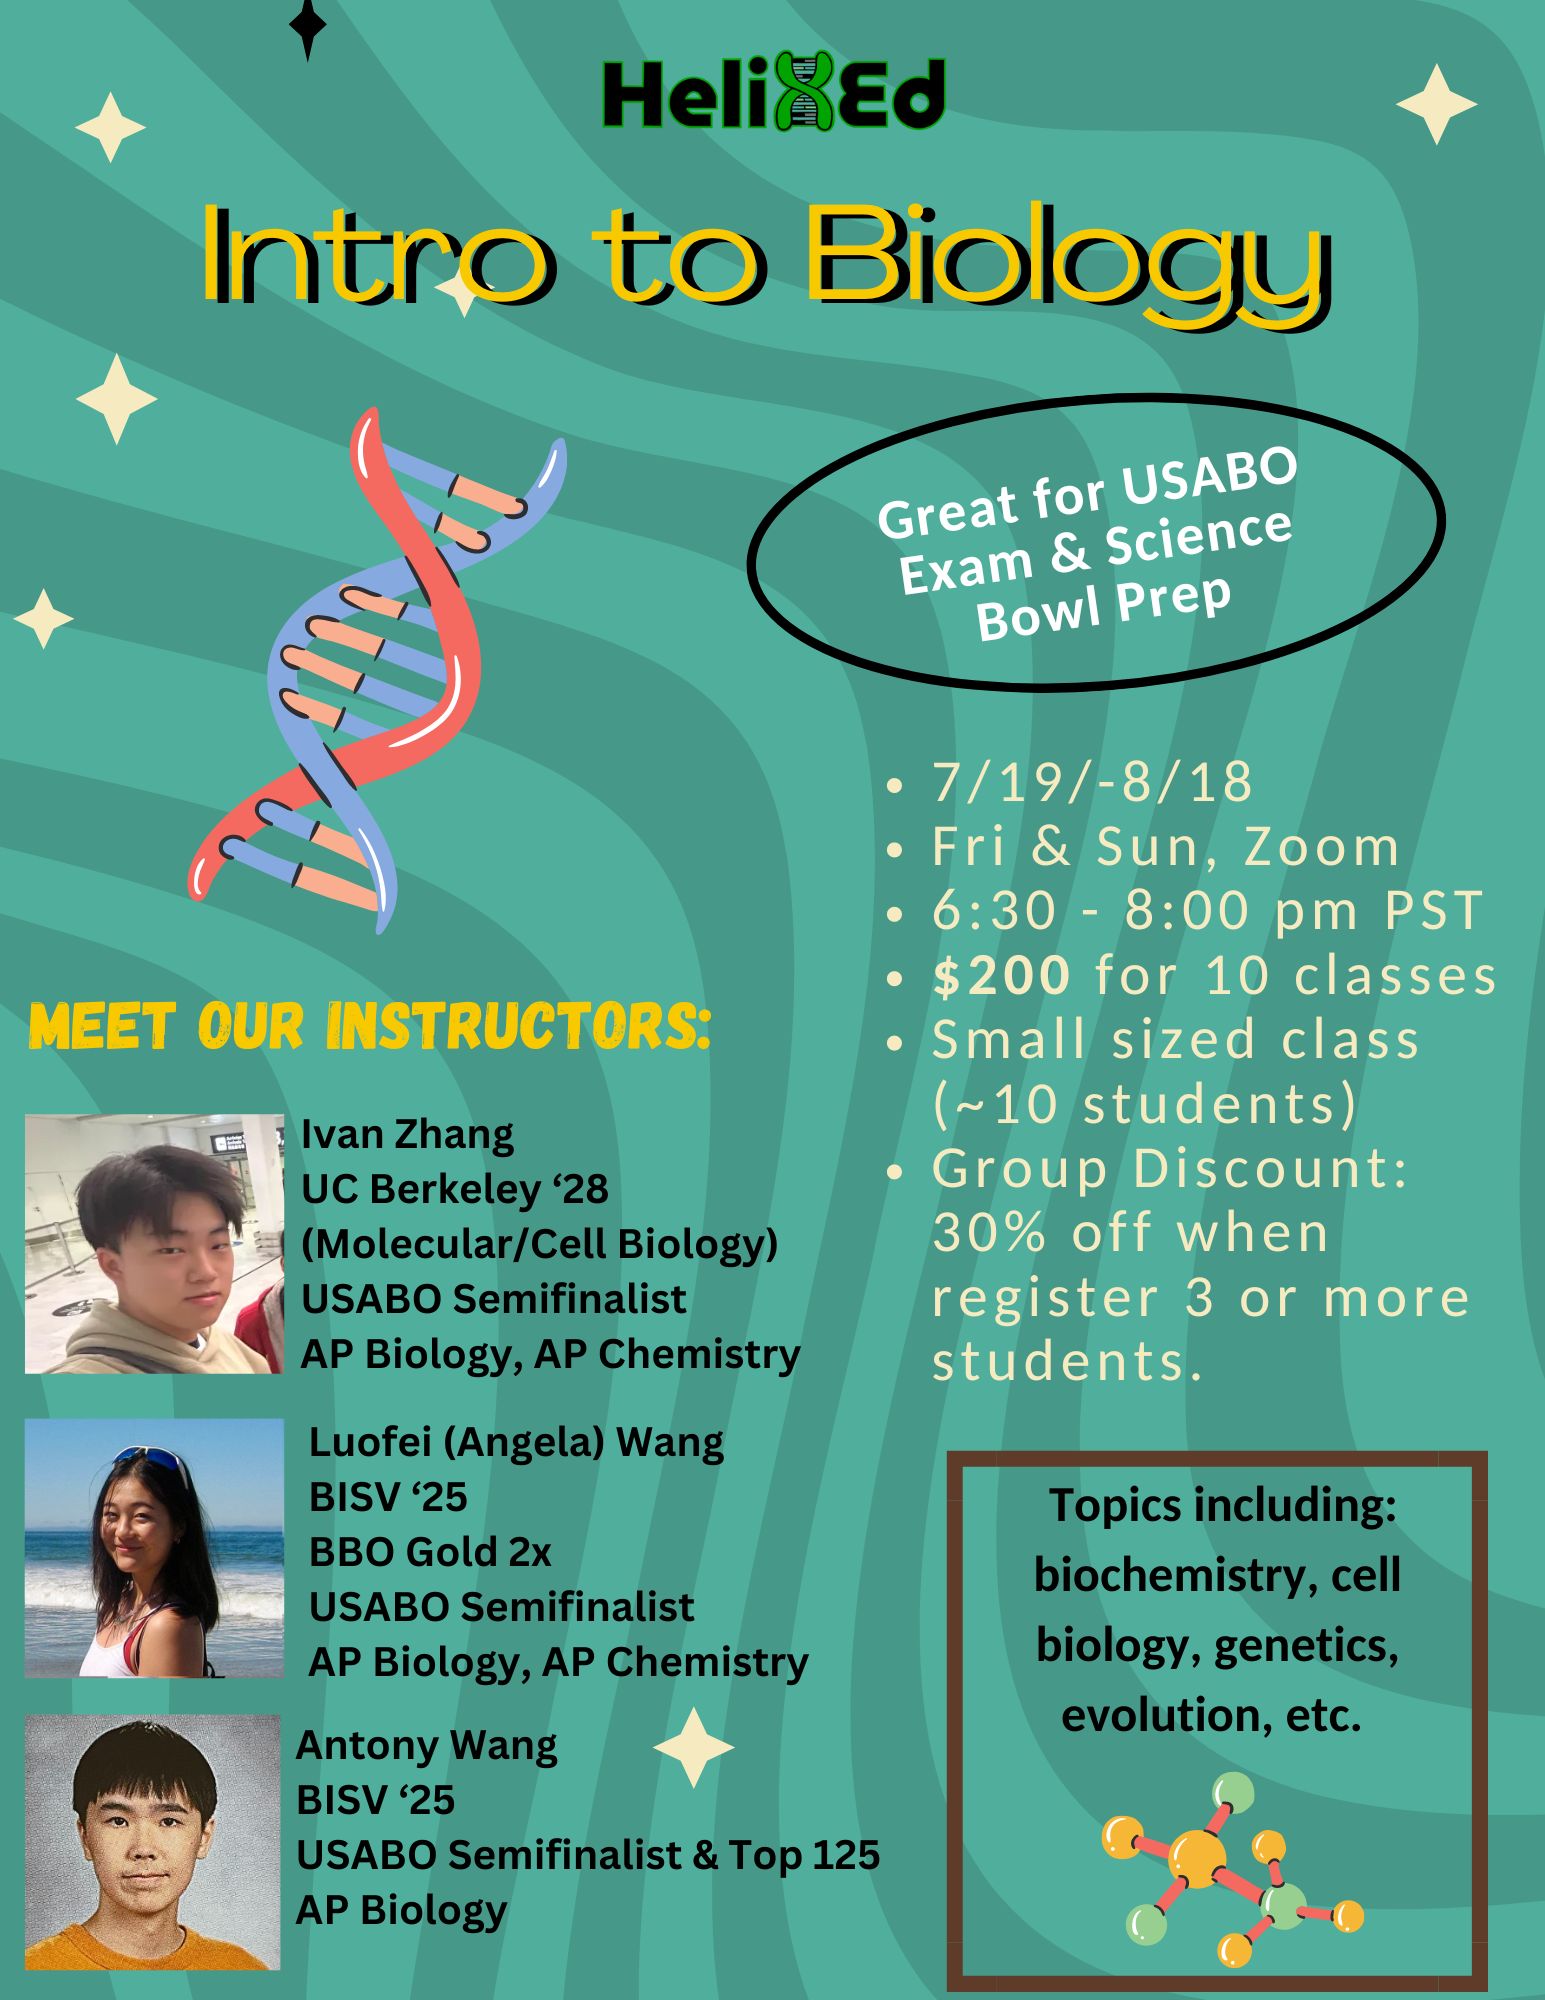 HeliXEd
Intro to Biology
Great for USABO
Exam & Science
Bowl Prep
• 7/19/-8/18
• Fri & Sun, Zoom
• 6:30 - 8:00 pm PST
• $200 for 10 classes
• Small sized class
(~10 students)
• Group Discount:
30% off when
register 3 or more
students.
MEET OUR INSTRUCTORS:
Ivan Zhang
UC Berkeley ‘28
(Molecular/Cell Biology)
USABO Semifinalist
AP Biology, AP Chemistry
Luofei (Angela) Wang
BISV ‘25
BBO Gold 2x
USABO Semifinalist
AP Biology, AP Chemistry
Antony Wang
BISV ‘25
USABO Semifinalist & Top 125
AP Biology
Topics including:
biochemistry, cell
biology, genetics,
evolution, etc.